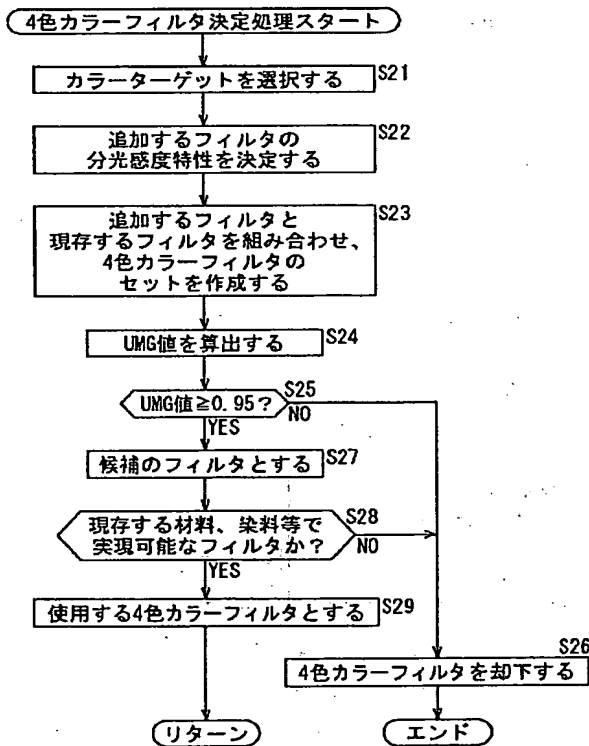 4色カラーフィルタ決定処理スタート
カラーターゲットを選択する
S21
追加するフィルタの
分光感度特性を決定する
S22
追加するフィルタと
現存するフィルタを組み合わせ、
4色カラーフィルタの
セットを作成する
S23
UMG値を算出する
S24
UMG値≧0.95?
S25
NO
YES
候補のフィルタとする
S27
現存する材料、染料等で
実現可能なフィルタか?
S28
NO
YES
使用する4色カラーフィルタとする
S29
S26
4色カラーフィルタを却下する
リターン
エンド